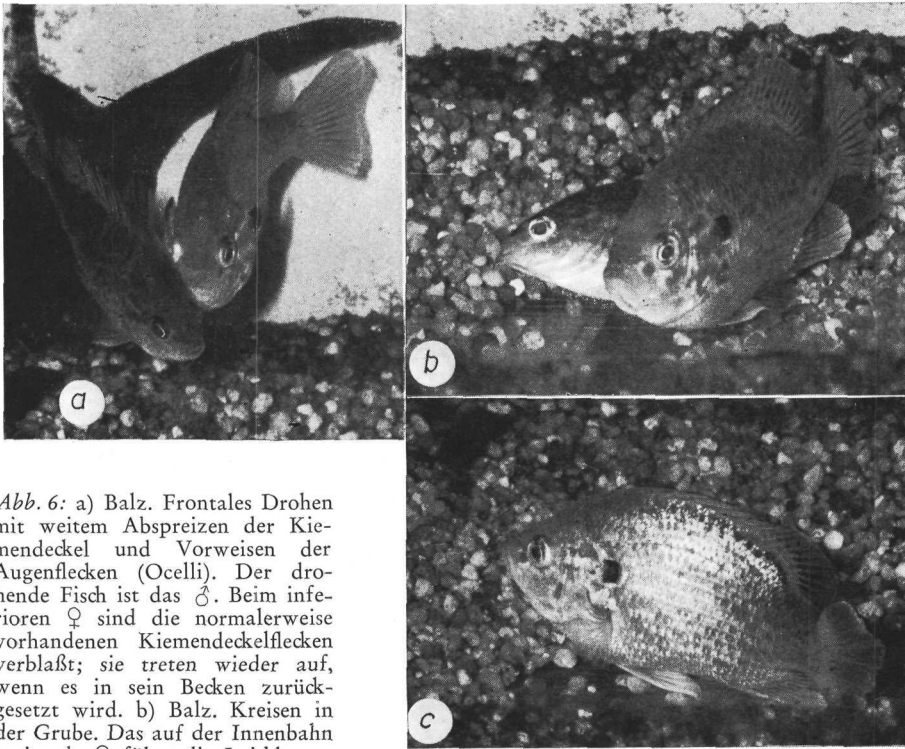 a
b
c
Abb. 6: a) Balz. Frontales Drohen
mit weitem Abspreizen der Kie-
mendeckel und Vorweisen der
Augenflecken (Ocelli). Der dro-
hende Fisch ist das ♂. Beim infe-
rioren ♀ sind die normalerweise
vorhandenen Kiemendeckelflecken
verblaßt; sie treten wieder auf,
wenn es in sein Becken zurück-
gesetzt wird. b) Balz. Kreisen in
der Grube. Das auf der Innenbahn
♀ führt die